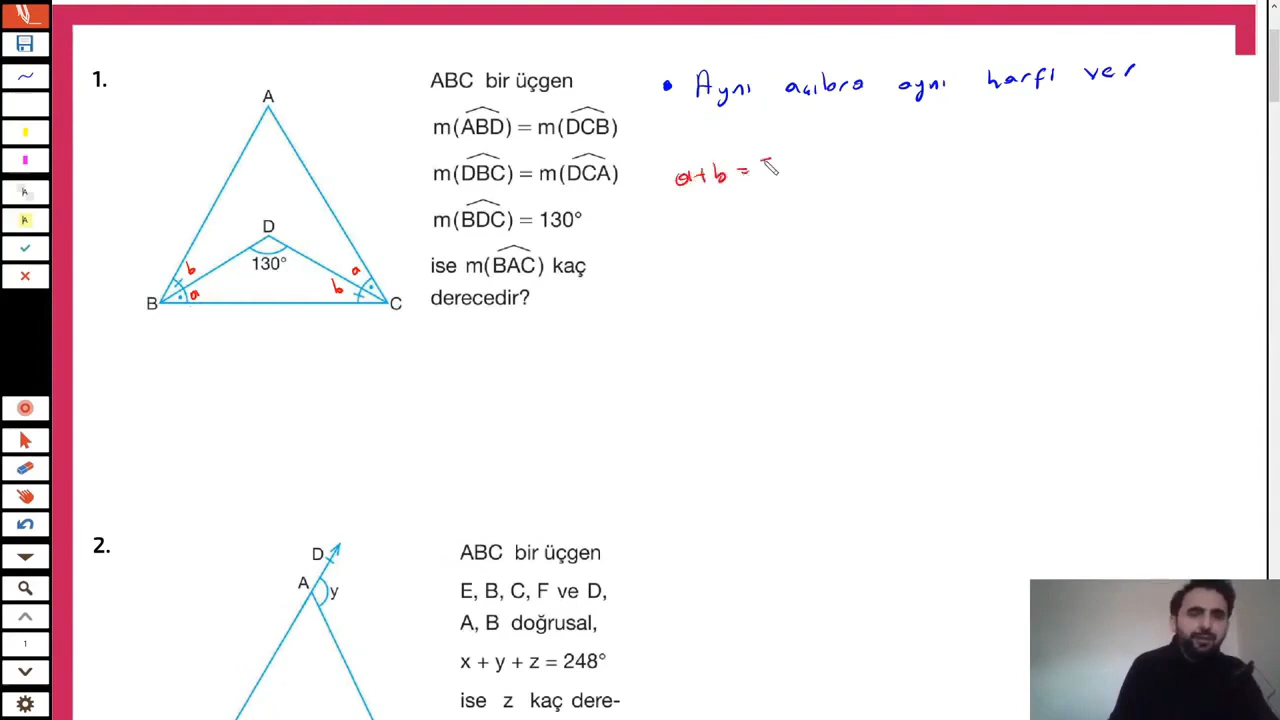 1.
ABC bir üçgen
• Aynı açılara aynı harfi ver
A
m(ABD) = m(DCB)
m(DBC) = m(DCA)
a+b =
D
m(BDC) = 130°
130°
b
a
a
b
B
C
ise m(BAC) kaç
derecedir?
2.
D
ABC bir üçgen
A
y
E, B, C, F ve D,
A, B doğrusal,
x + y + z = 248°
ise z kaç dere-
A
A
1